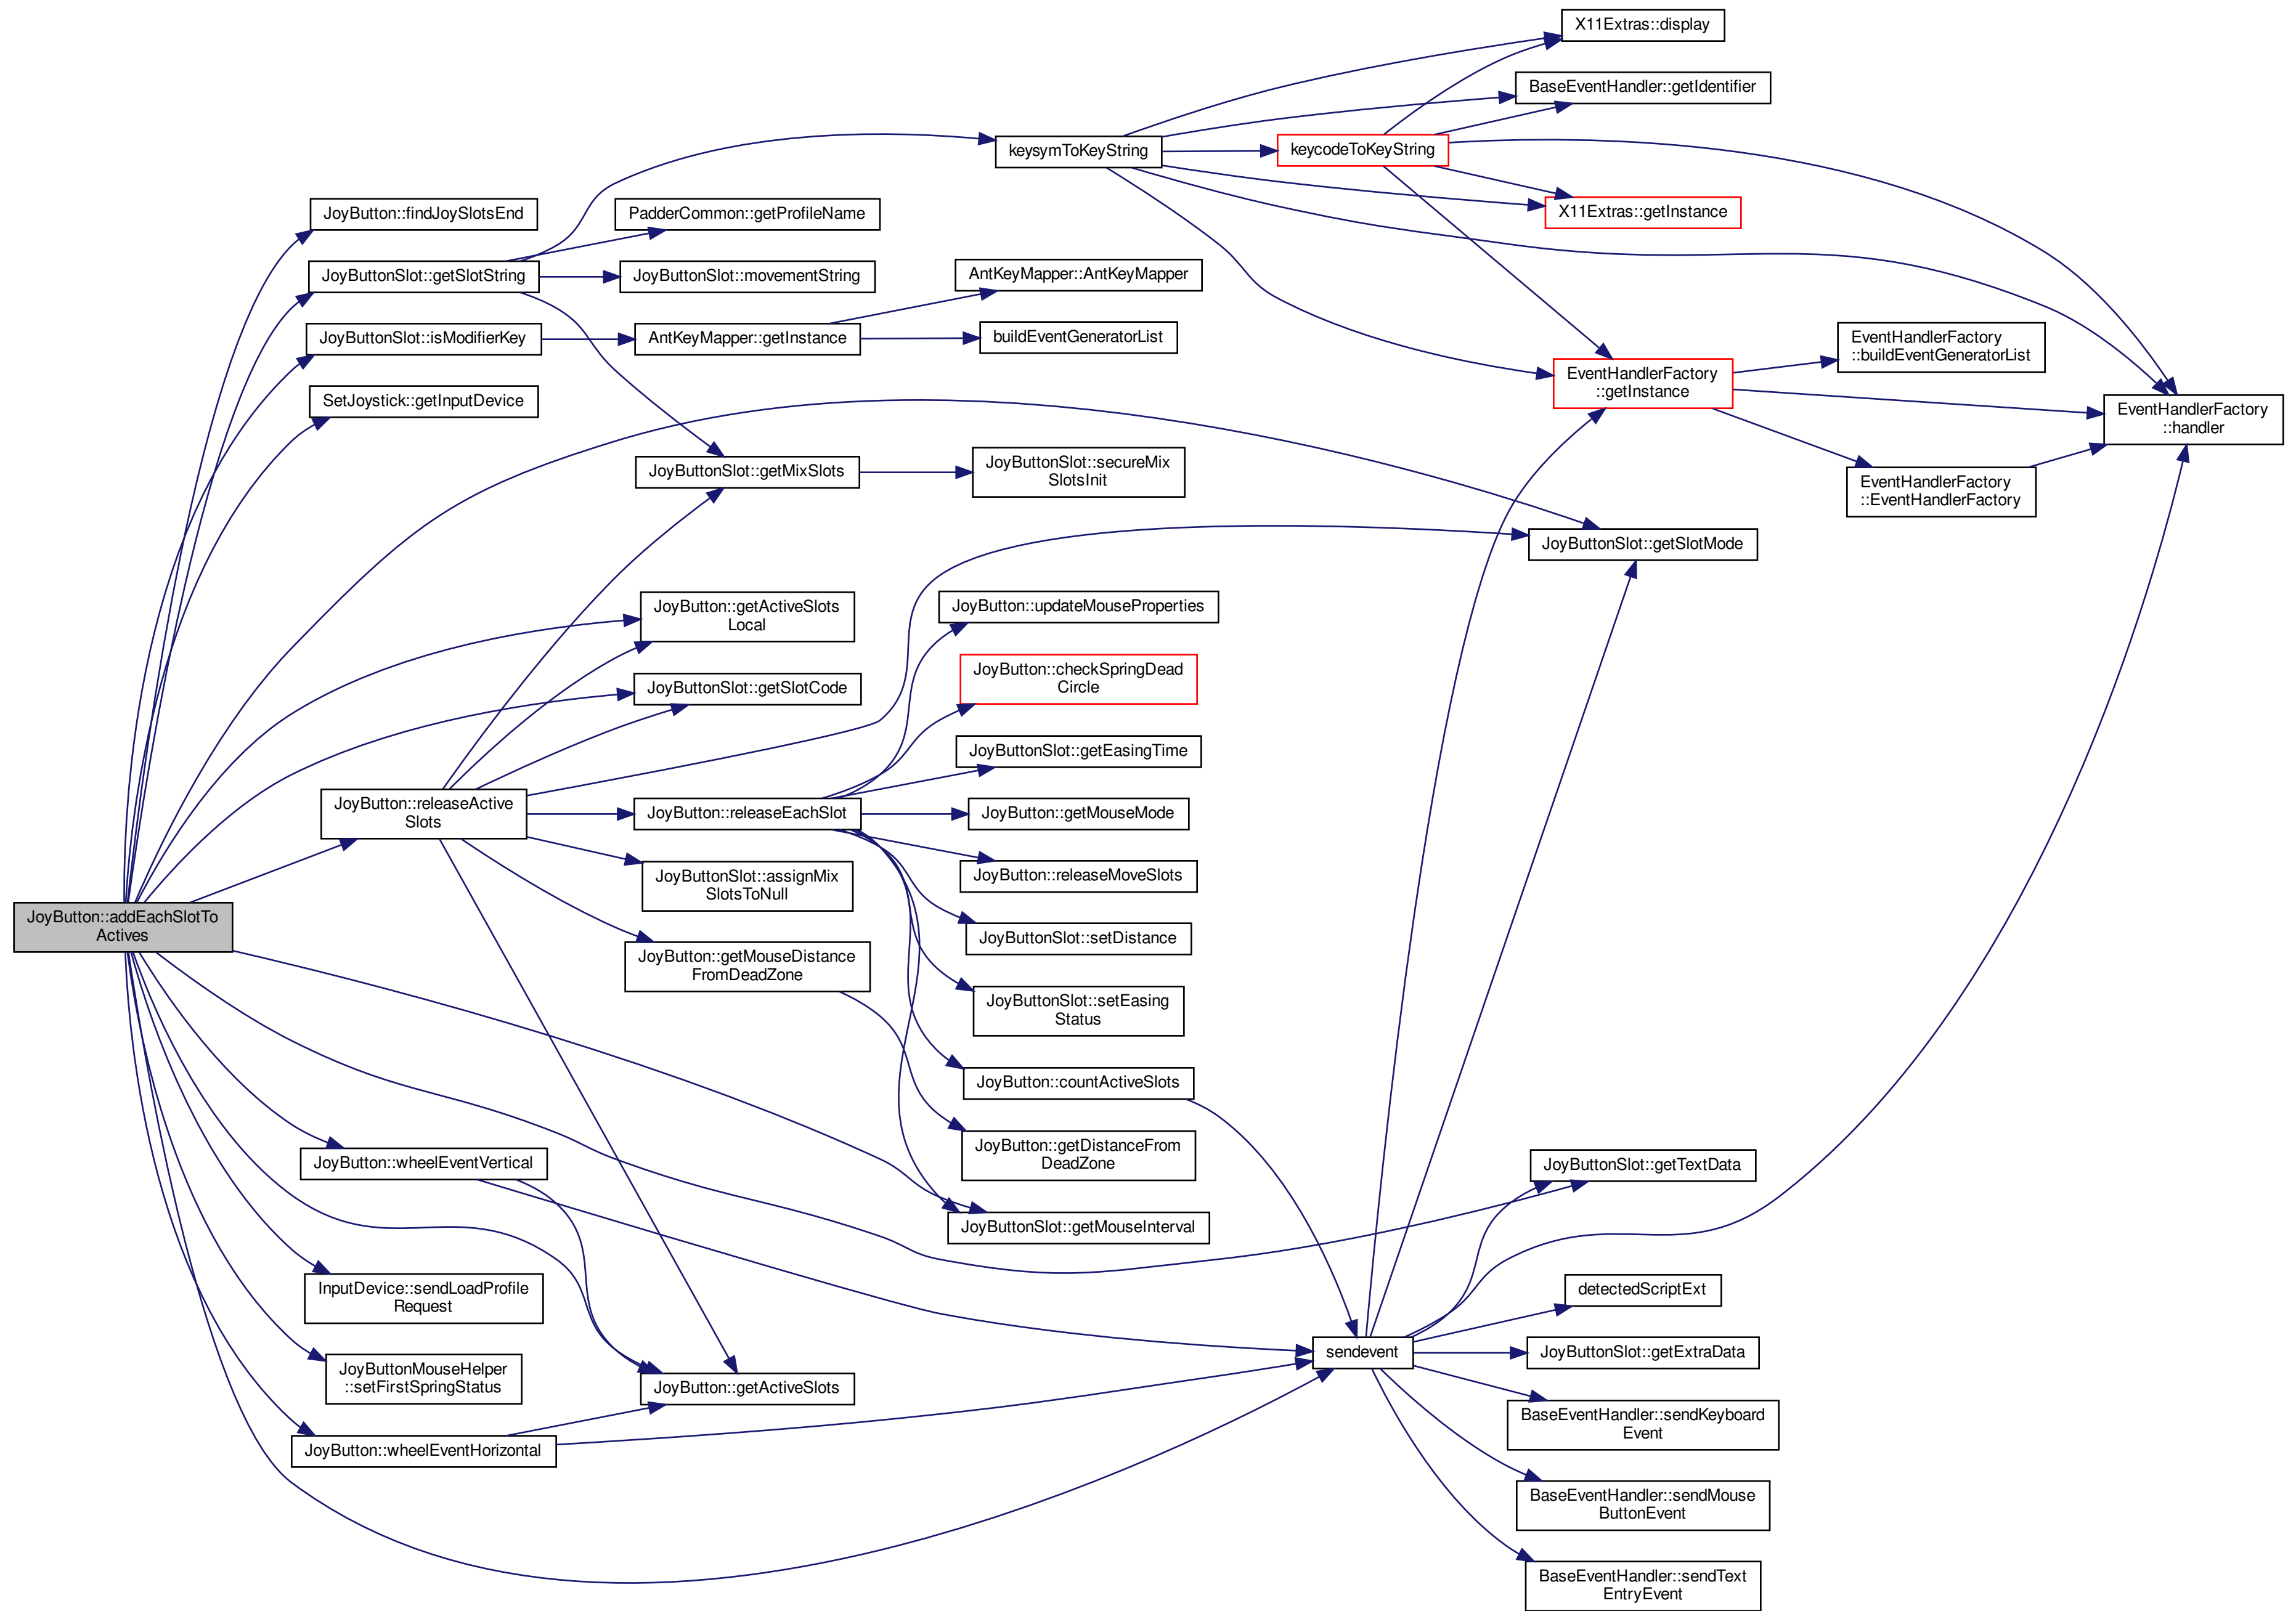 X11Extras::display
BaseEventHandler::getIdentifier
keysymToKeyString
keycodeToKeyString
JoyButton::findJoySlotsEnd
PadderCommon::getProfileName
X11Extras::getInstance
JoyButtonSlot::getSlotString
JoyButtonSlot::movementString
AntKeyMapper::AntKeyMapper
JoyButtonSlot::isModifierKey
AntKeyMapper::getInstance
buildEventGeneratorList
EventHandlerFactory
::buildEventGeneratorList
EventHandlerFactory
::getInstance
SetJoystick::getInputDevice
EventHandlerFactory
::handler
JoyButtonSlot::getMixSlots
JoyButtonSlot::secureMix
SlotsInit
EventHandlerFactory
::EventHandlerFactory
JoyButtonSlot::getSlotMode
JoyButton::getActiveSlots
Local
JoyButton::updateMouseProperties
JoyButtonSlot::getSlotCode
JoyButton::checkSpringDead
Circle
JoyButtonSlot::getEasingTime
JoyButton::releaseActive
Slots
JoyButton::releaseEachSlot
JoyButton::getMouseMode
JoyButtonSlot::assignMix
SlotsToNull
JoyButton::releaseMoveSlots
JoyButton::addEachSlotTo
Actives
JoyButtonSlot::setDistance
JoyButton::getMouseDistance
FromDeadZone
JoyButtonSlot::setEasing
Status
JoyButton::countActiveSlots
JoyButton::wheelEventVertical
JoyButton::getDistanceFrom
DeadZone
JoyButtonSlot::getTextData
JoyButtonSlot::getMouseInterval
InputDevice::sendLoadProfile
Request
detectedScriptExt
sendevent
JoyButtonSlot::getExtraData
JoyButtonMouseHelper
::setFirstSpringStatus
JoyButton::getActiveSlots
BaseEventHandler::sendKeyboard
Event
JoyButton::wheelEventHorizontal
BaseEventHandler::sendMouse
ButtonEvent
BaseEventHandler::sendText
EntryEvent